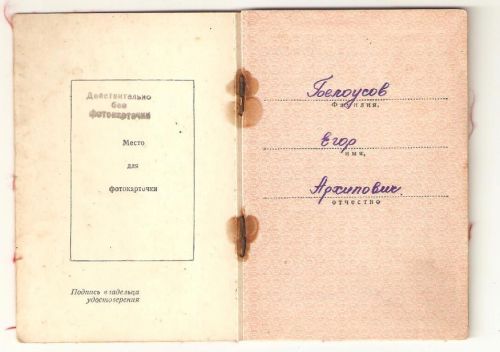 Действительно
без
фотокарточки
Место
для
фотокарточки
Подпись владельца
удостоверения
Белоусов
фамилия,
Егор
имя,
Архипович
отчество